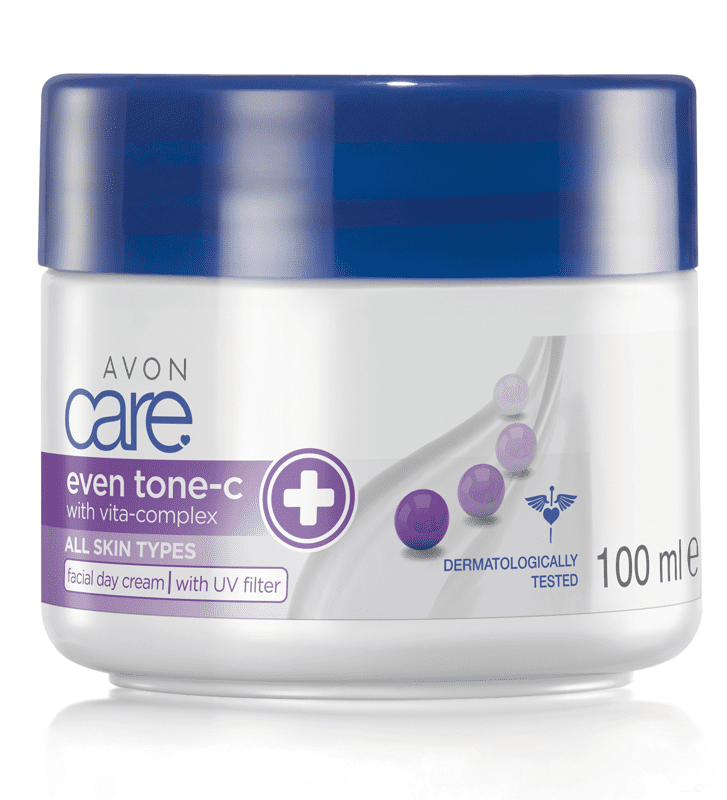 AVON
care
even tone-c
with vita-complex
ALL SKIN TYPES
facial day cream | with UV filter
DERMATOLOGICALLY
TESTED
100 ml e